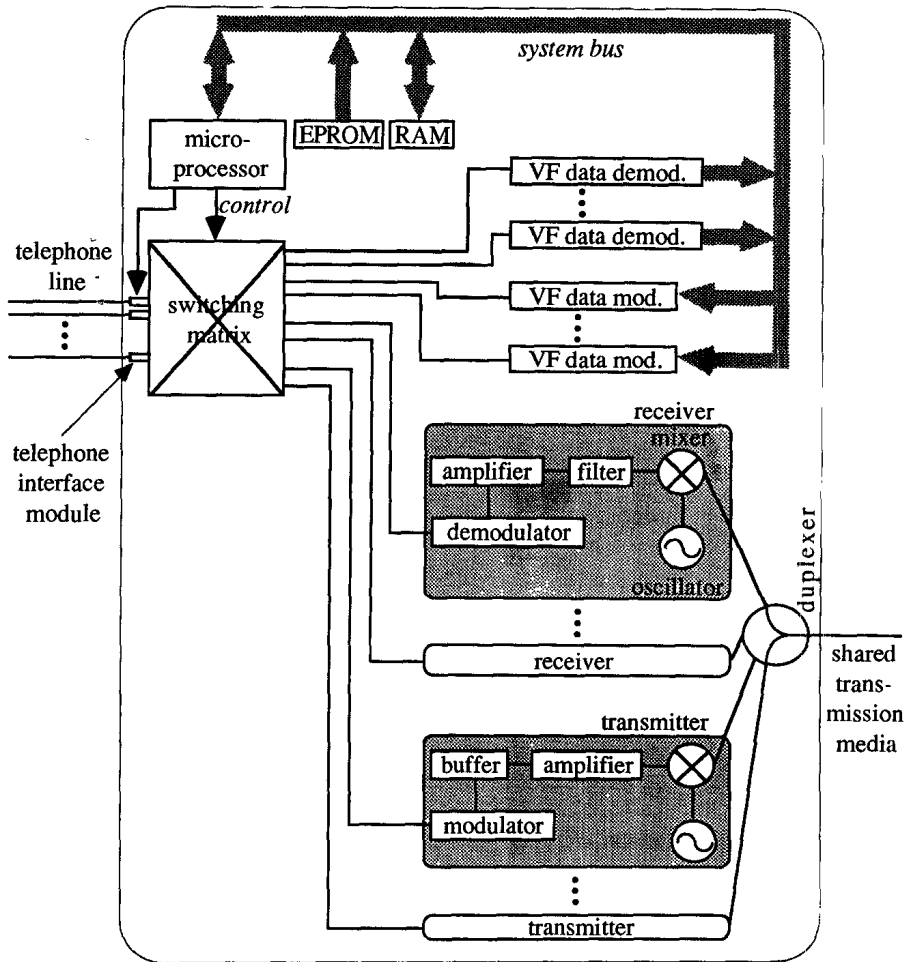 system bus
micro-
processor
EPROM
RAM
control
VF data demod.
VF data demod.
VF data mod.
VF data mod.
telephone
line
switching
matrix
telephone
interface
module
receiver
mixer
amplifier
filter
demodulator
oscillator
duplexer
receiver
shared
trans-
mission
media
transmitter
buffer
amplifier
modulator
transmitter